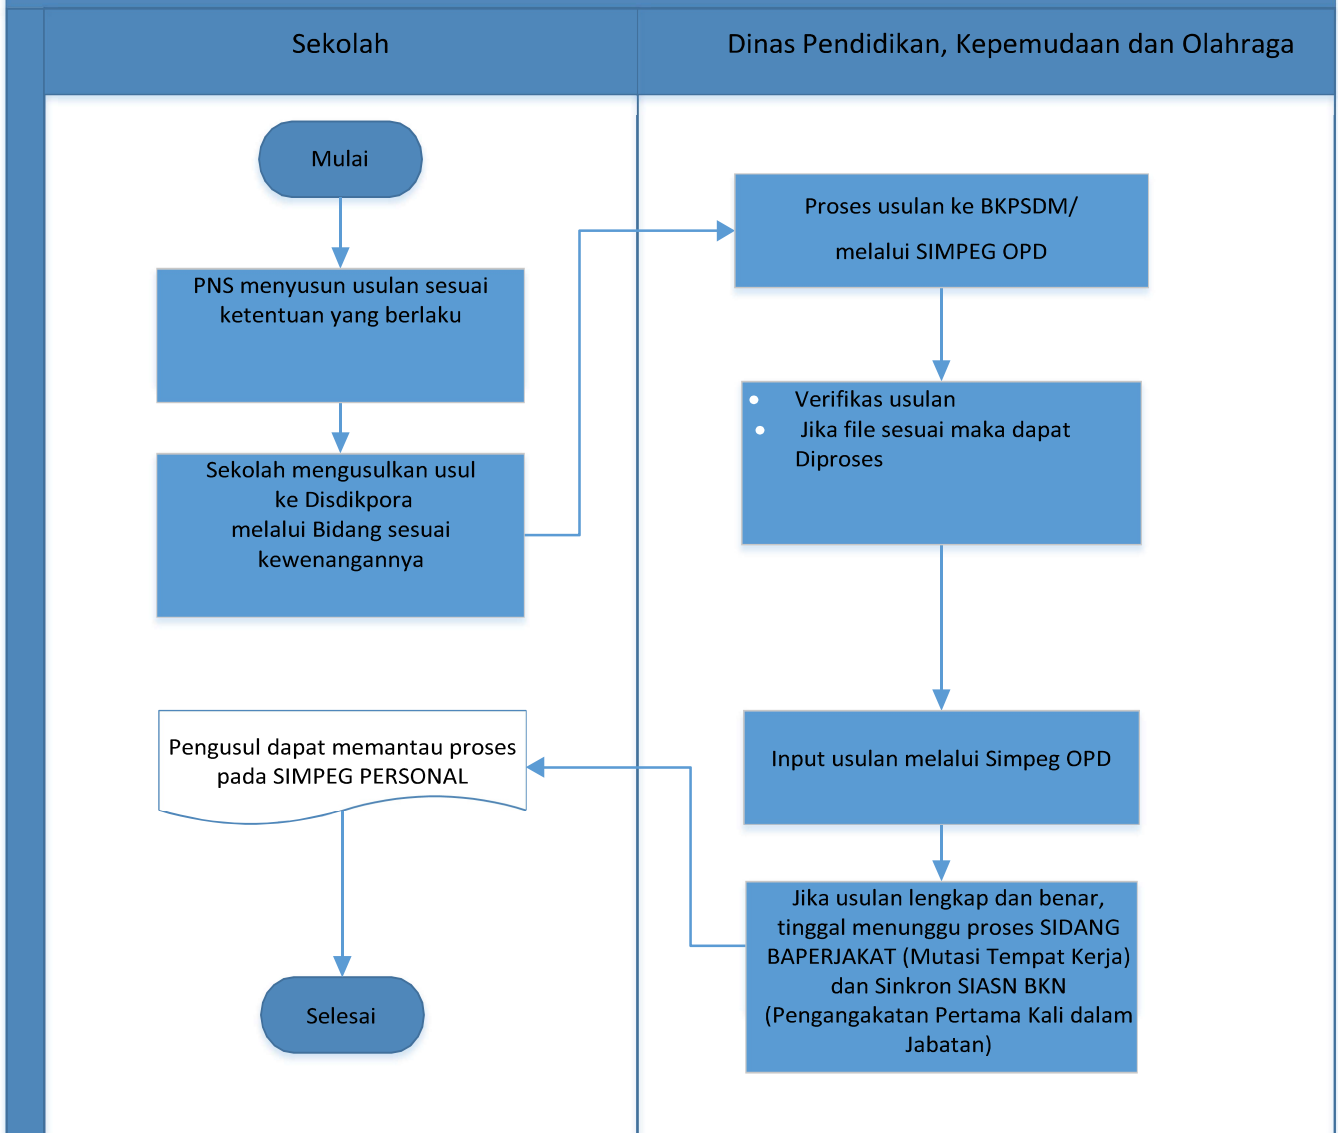 Sekolah
Dinas Pendidikan, Kepemudaan dan Olahraga
Mulai
PNS menyusun usulan sesuai
ketentuan yang berlaku
Sekolah mengusulkan usul
ke Disdikpora
melalui Bidang sesuai
kewenangannya
Proses usulan ke BKPSDM/
melalui SIMPEG OPD
• Verifikas usulan
• Jika file sesuai maka dapat
Diproses
Input usulan melalui Simpeg OPD
Jika usulan lengkap dan benar,
tinggal menunggu proses SIDANG
BAPERJAKAT (Mutasi Tempat Kerja)
dan Sinkron SIASN BKN
(Pengangakatan Pertama Kali dalam
Jabatan)
Pengusul dapat memantau proses
pada SIMPEG PERSONAL
Selesai